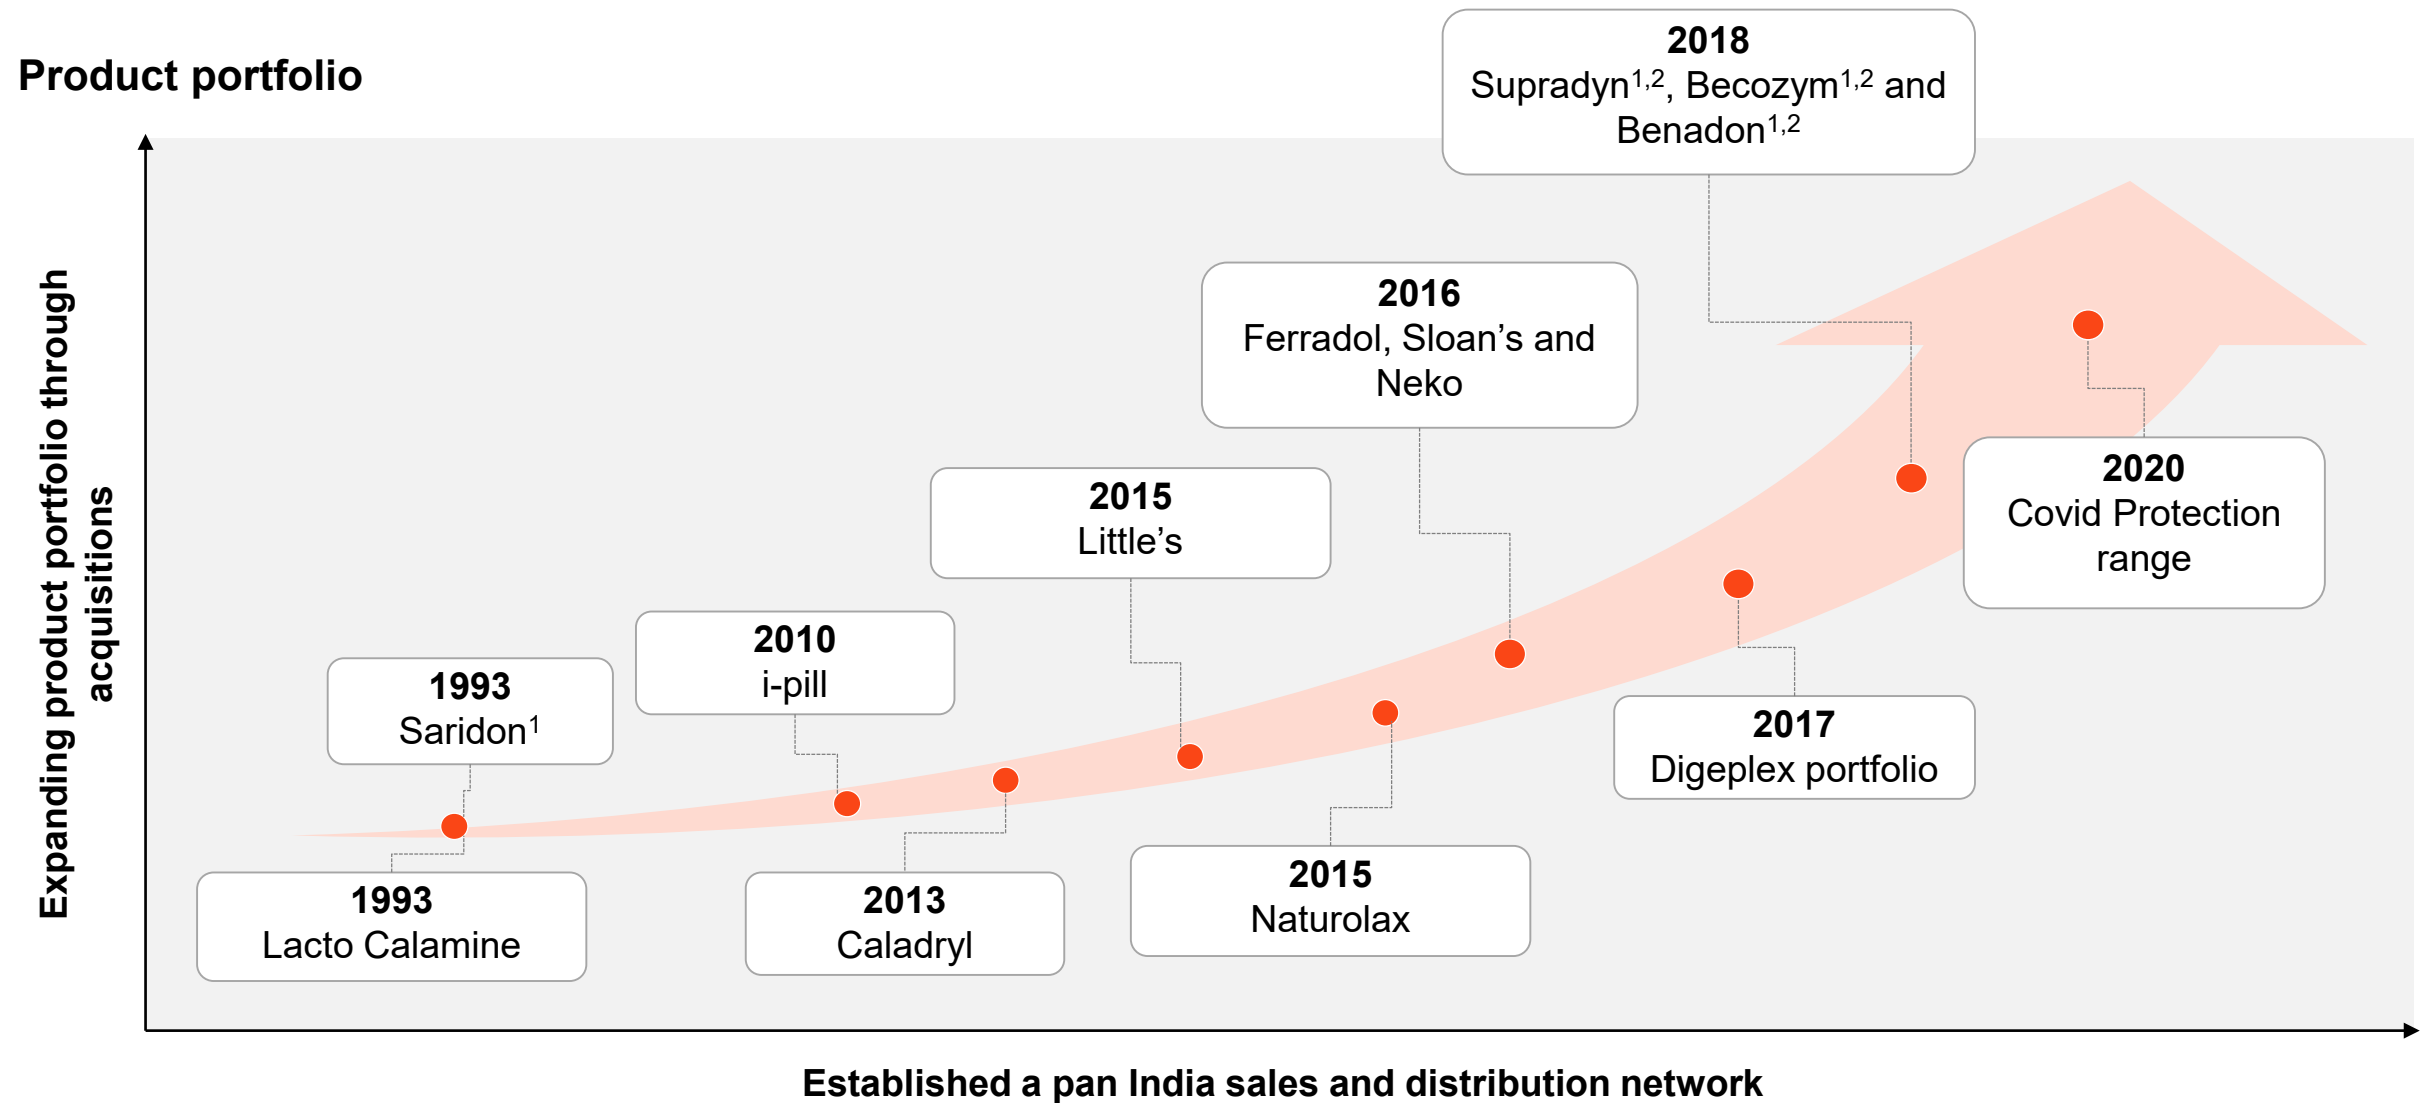 Product portfolio
Expanding product portfolio through
acquisitions
1993
Saridon¹
1993
Lacto Calamine
2010
i-pill
2013
Caladryl
2015
Little’s
2015
Naturolax
2016
Ferradol, Sloan’s and
Neko
2017
Digeplex portfolio
2018
Supradyn¹,², Becozym¹,² and
Benadon¹,²
2020
Covid Protection
range
Established a pan India sales and distribution network